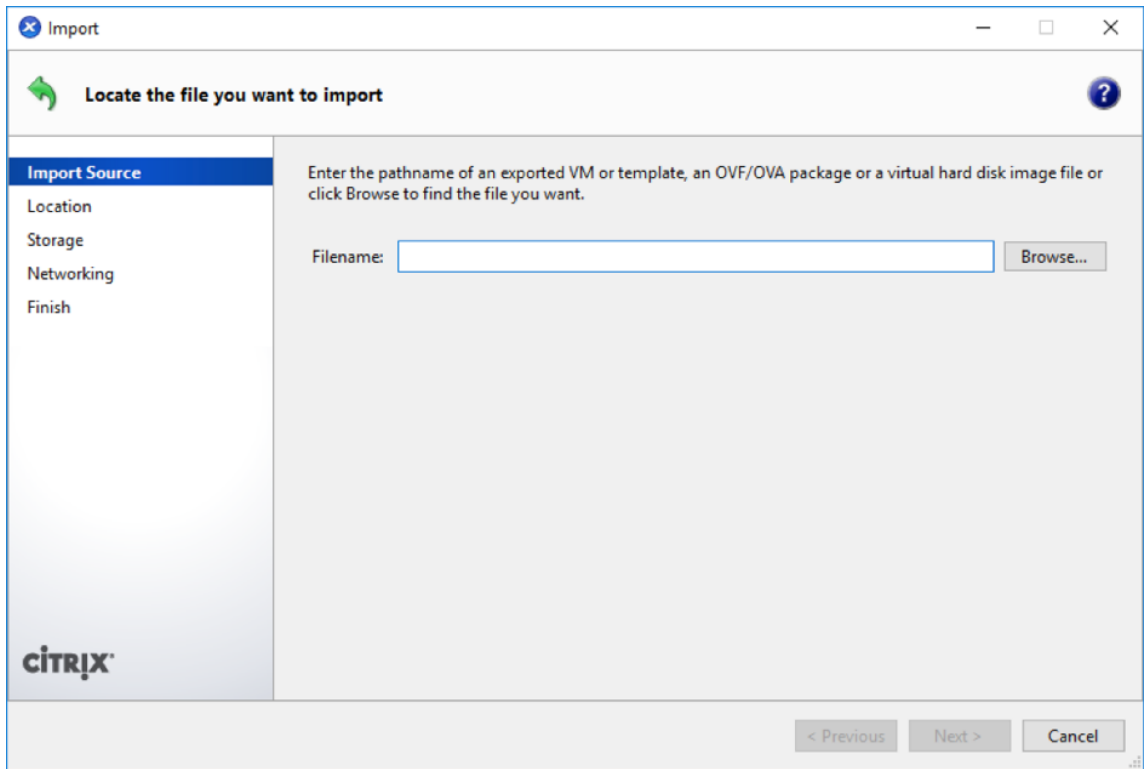 Import
Locate the file you want to import
?
Import Source
Location
Storage
Networking
Finish
Enter the pathname of an exported VM or template, an OVF/OVA package or a virtual hard disk image file or
click Browse to find the file you want.
Filename:
Browse...
CITRIX
< Previous
Next >
Cancel